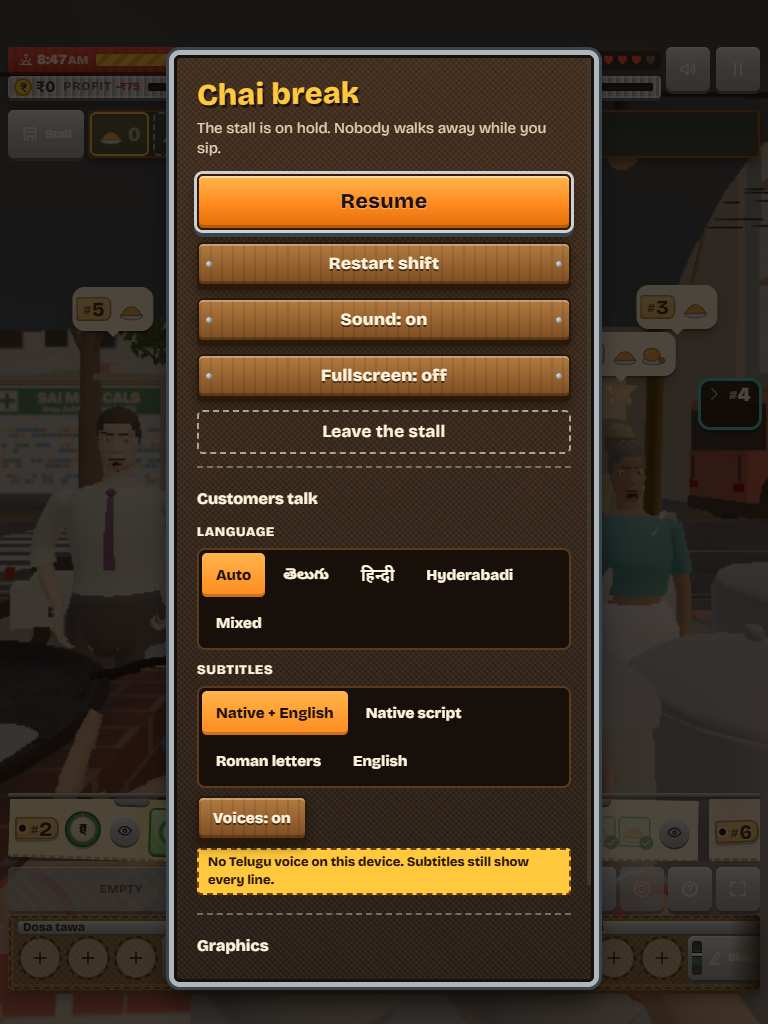 8:47AM
₹0 PROFIT -₹75
Stall
0
Chai break
The stall is on hold. Nobody walks away while you
sip.
Resume
Restart shift
Sound: on
Fullscreen: off
Leave the stall
#5
#3
#4
Customers talk
LANGUAGE
Auto తెలుగు हिन्दी Hyderabadi
Mixed
SUBTITLES
Native + English Native script
Roman letters English
Voices: on
No Telugu voice on this device. Subtitles still show
every line.
Graphics
#2
#6
EMPTY
Dosa tawa